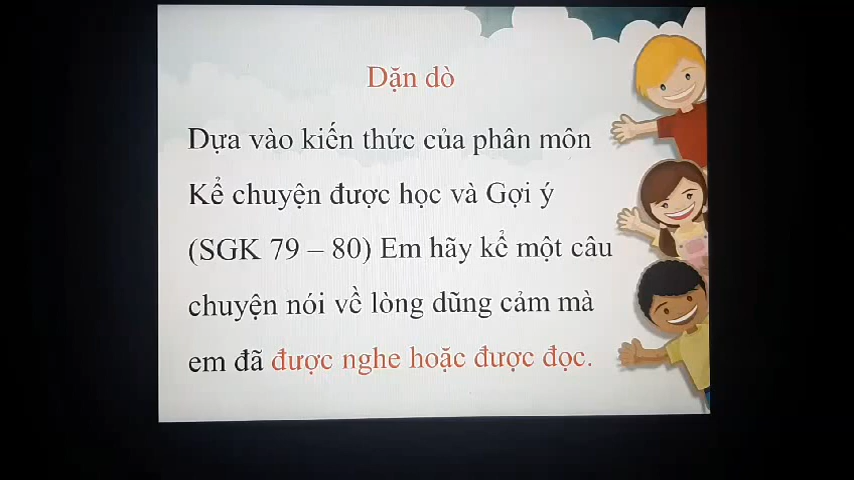 Dặn dò
Dựa vào kiến thức của phân môn
Kể chuyện được học và Gợi ý
(SGK 79 – 80) Em hãy kể một câu
chuyện nói về lòng dũng cảm mà
em đã được nghe hoặc được đọc.